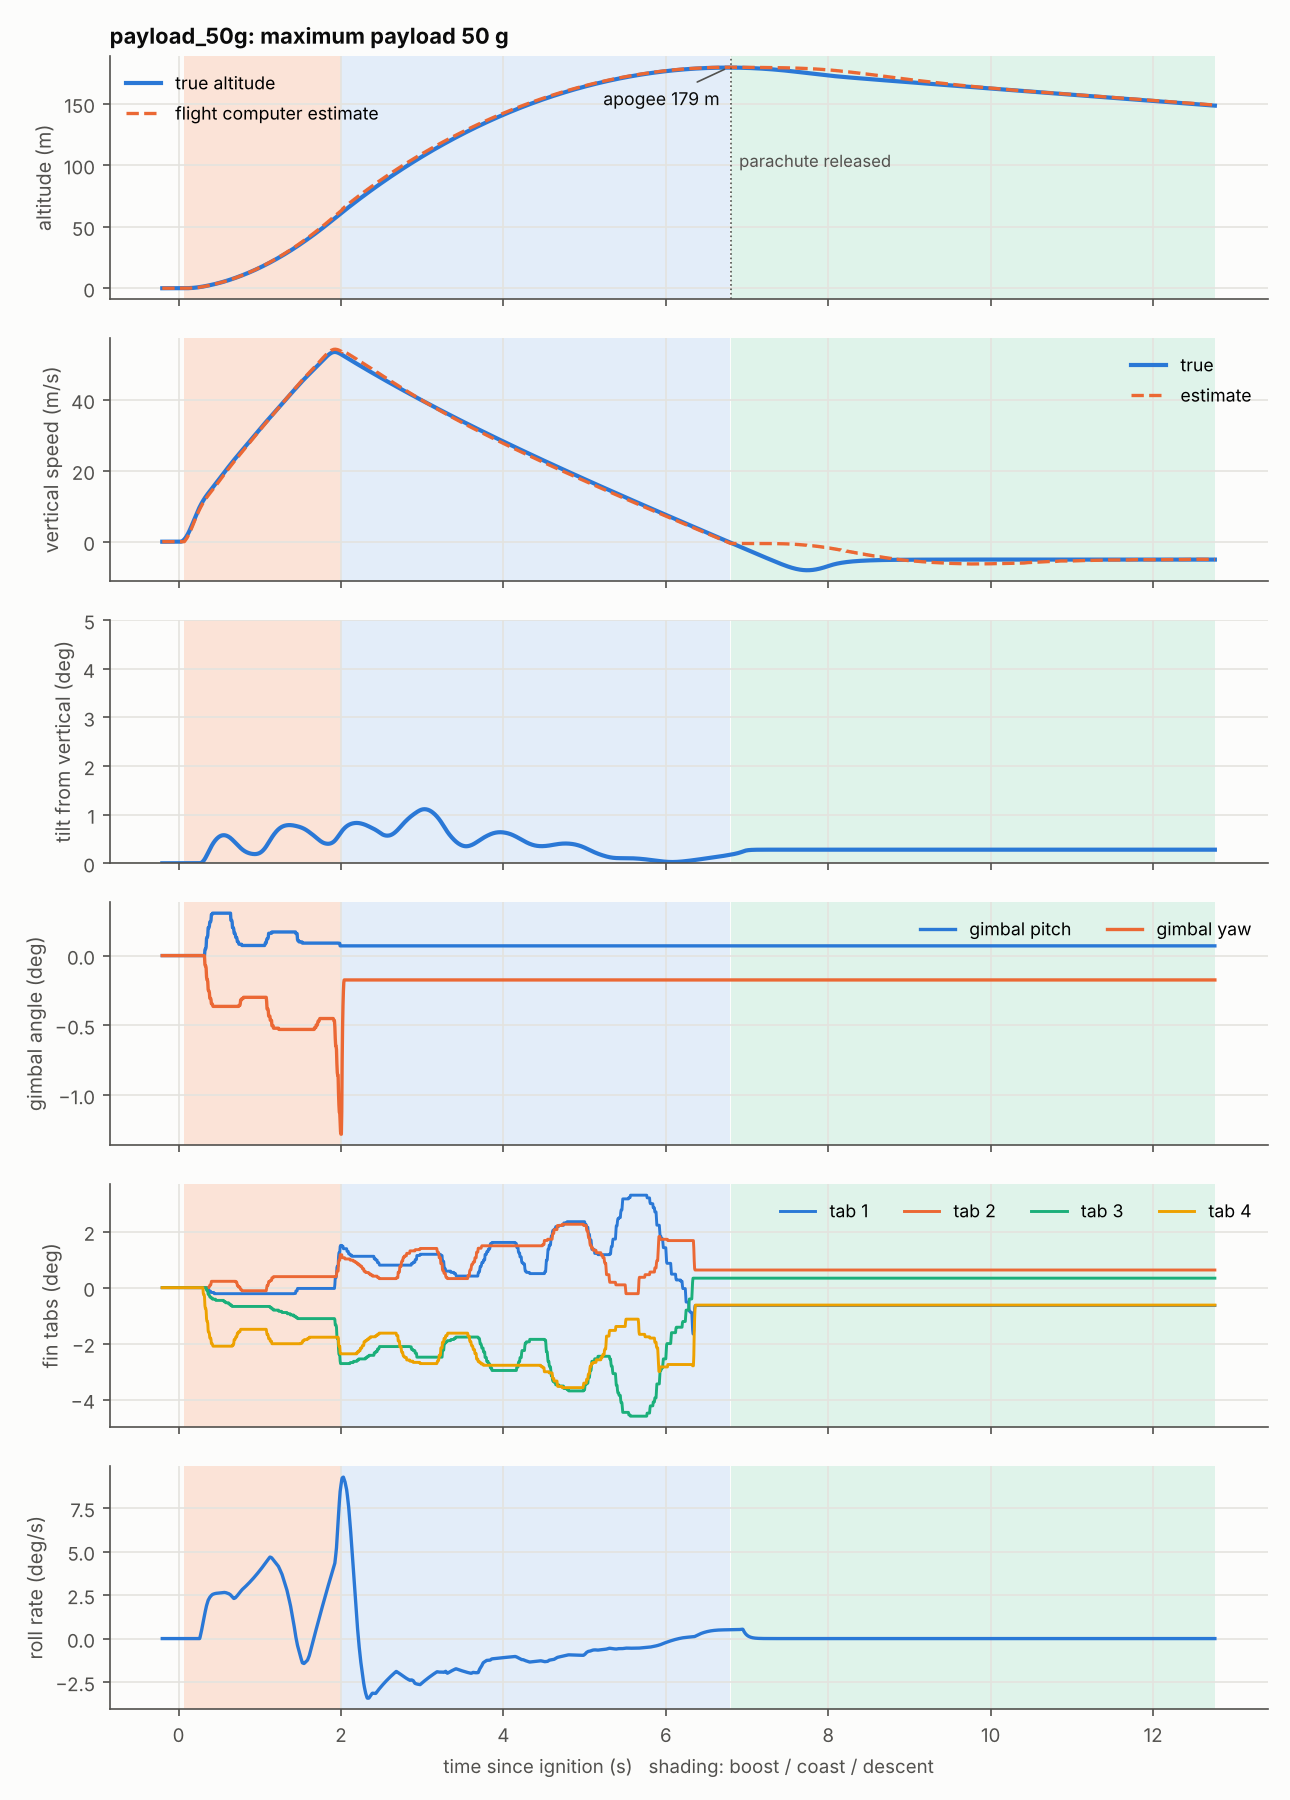 payload_50g: maximum payload 50 g
true altitude
flight computer estimate
apogee 179 m
parachute released
altitude (m)
150
100
50
0
true
estimate
vertical speed (m/s)
40
20
0
tilt from vertical (deg)
5
4
3
2
1
0
gimbal pitch
gimbal yaw
gimbal angle (deg)
0.0
−0.5
−1.0
tab 1
tab 2
tab 3
tab 4
fin tabs (deg)
2
0
−2
−4
roll rate (deg/s)
7.5
5.0
2.5
0.0
−2.5
0 2 4 6 8 10 12
time since ignition (s) shading: boost / coast / descent